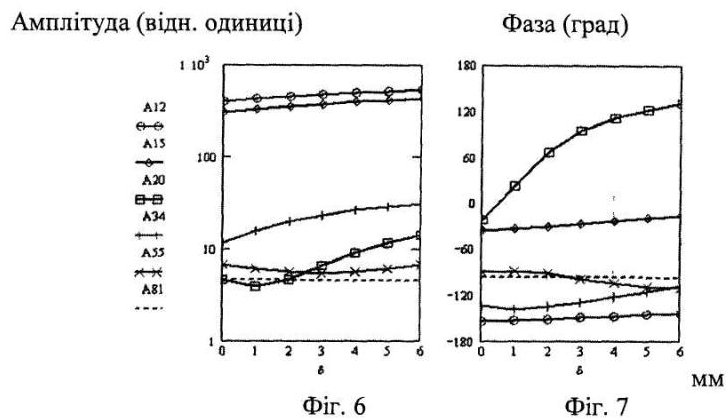 Амплітуда (відн. одиниці) Фаза (град)
1 10³ 180
A12
120
A15
100 60
A20
0
A34
10 −60
A55
−120
A81
1 −180
0 1 2 3 4 5 6 0 1 2 3 4 5 6
δ δ
мм
Фіг. 6 Фіг. 7